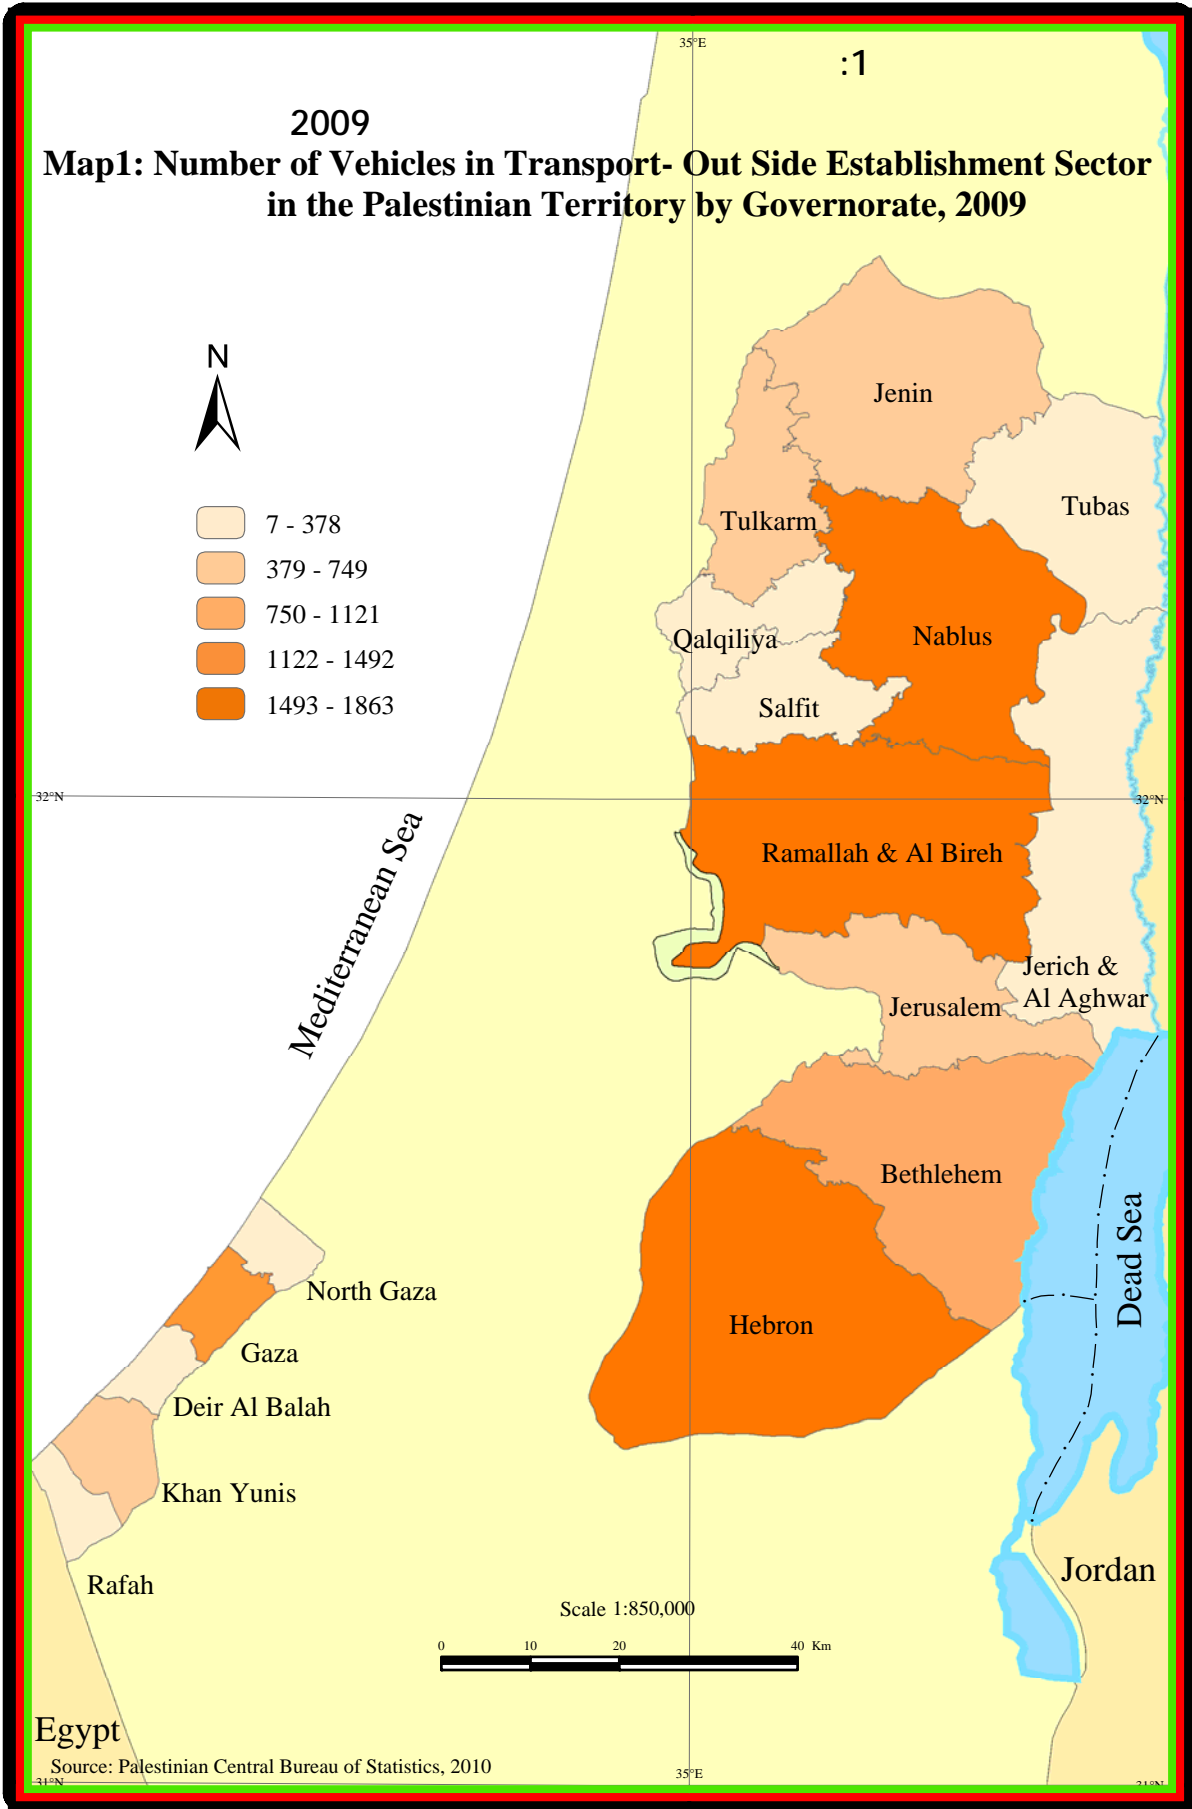 35°E
:1
2009
Map1: Number of Vehicles in Transport- Out Side Establishment Sector
in the Palestinian Territory by Governorate, 2009
N
7 - 378
379 - 749
750 - 1121
1122 - 1492
1493 - 1863
Jenin
Tubas
Tulkarm
Nablus
Qalqiliya
Salfit
32°N
32°N
Mediterranean Sea
Ramallah & Al Bireh
Jerich &
Al Aghwar
Jerusalem
Bethlehem
Dead Sea
North Gaza
Hebron
Gaza
Deir Al Balah
Khan Yunis
Rafah
Jordan
Scale 1:850,000
0 10 20 40 Km
Egypt
Source: Palestinian Central Bureau of Statistics, 2010
35°E
31°N
31°N